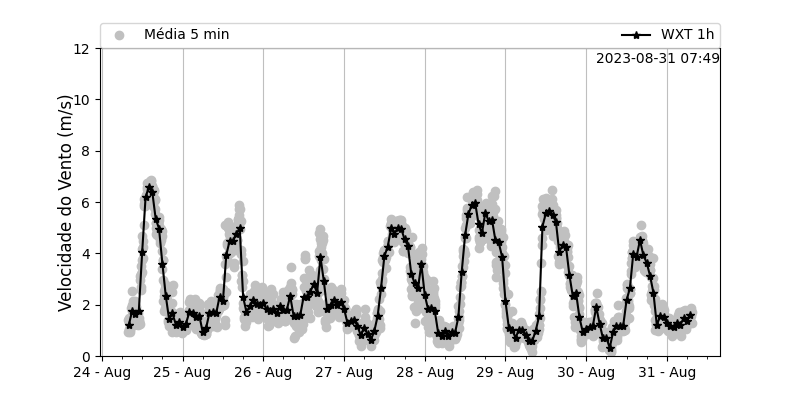 Média 5 min
WXT 1h
2023-08-31 07:49
Velocidade do Vento (m/s)
12
10
8
6
4
2
0
24 - Aug
25 - Aug
26 - Aug
27 - Aug
28 - Aug
29 - Aug
30 - Aug
31 - Aug